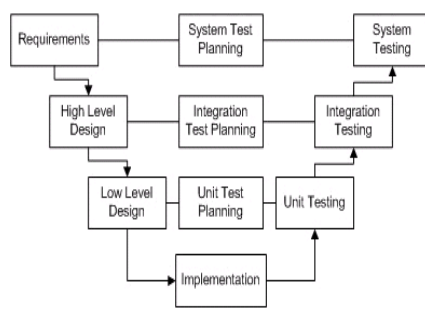 Requirements
System Test
Planning
System
Testing
High Level
Design
Integration
Test Planning
Integration
Testing
Low Level
Design
Unit Test
Planning
Unit Testing
Implementation